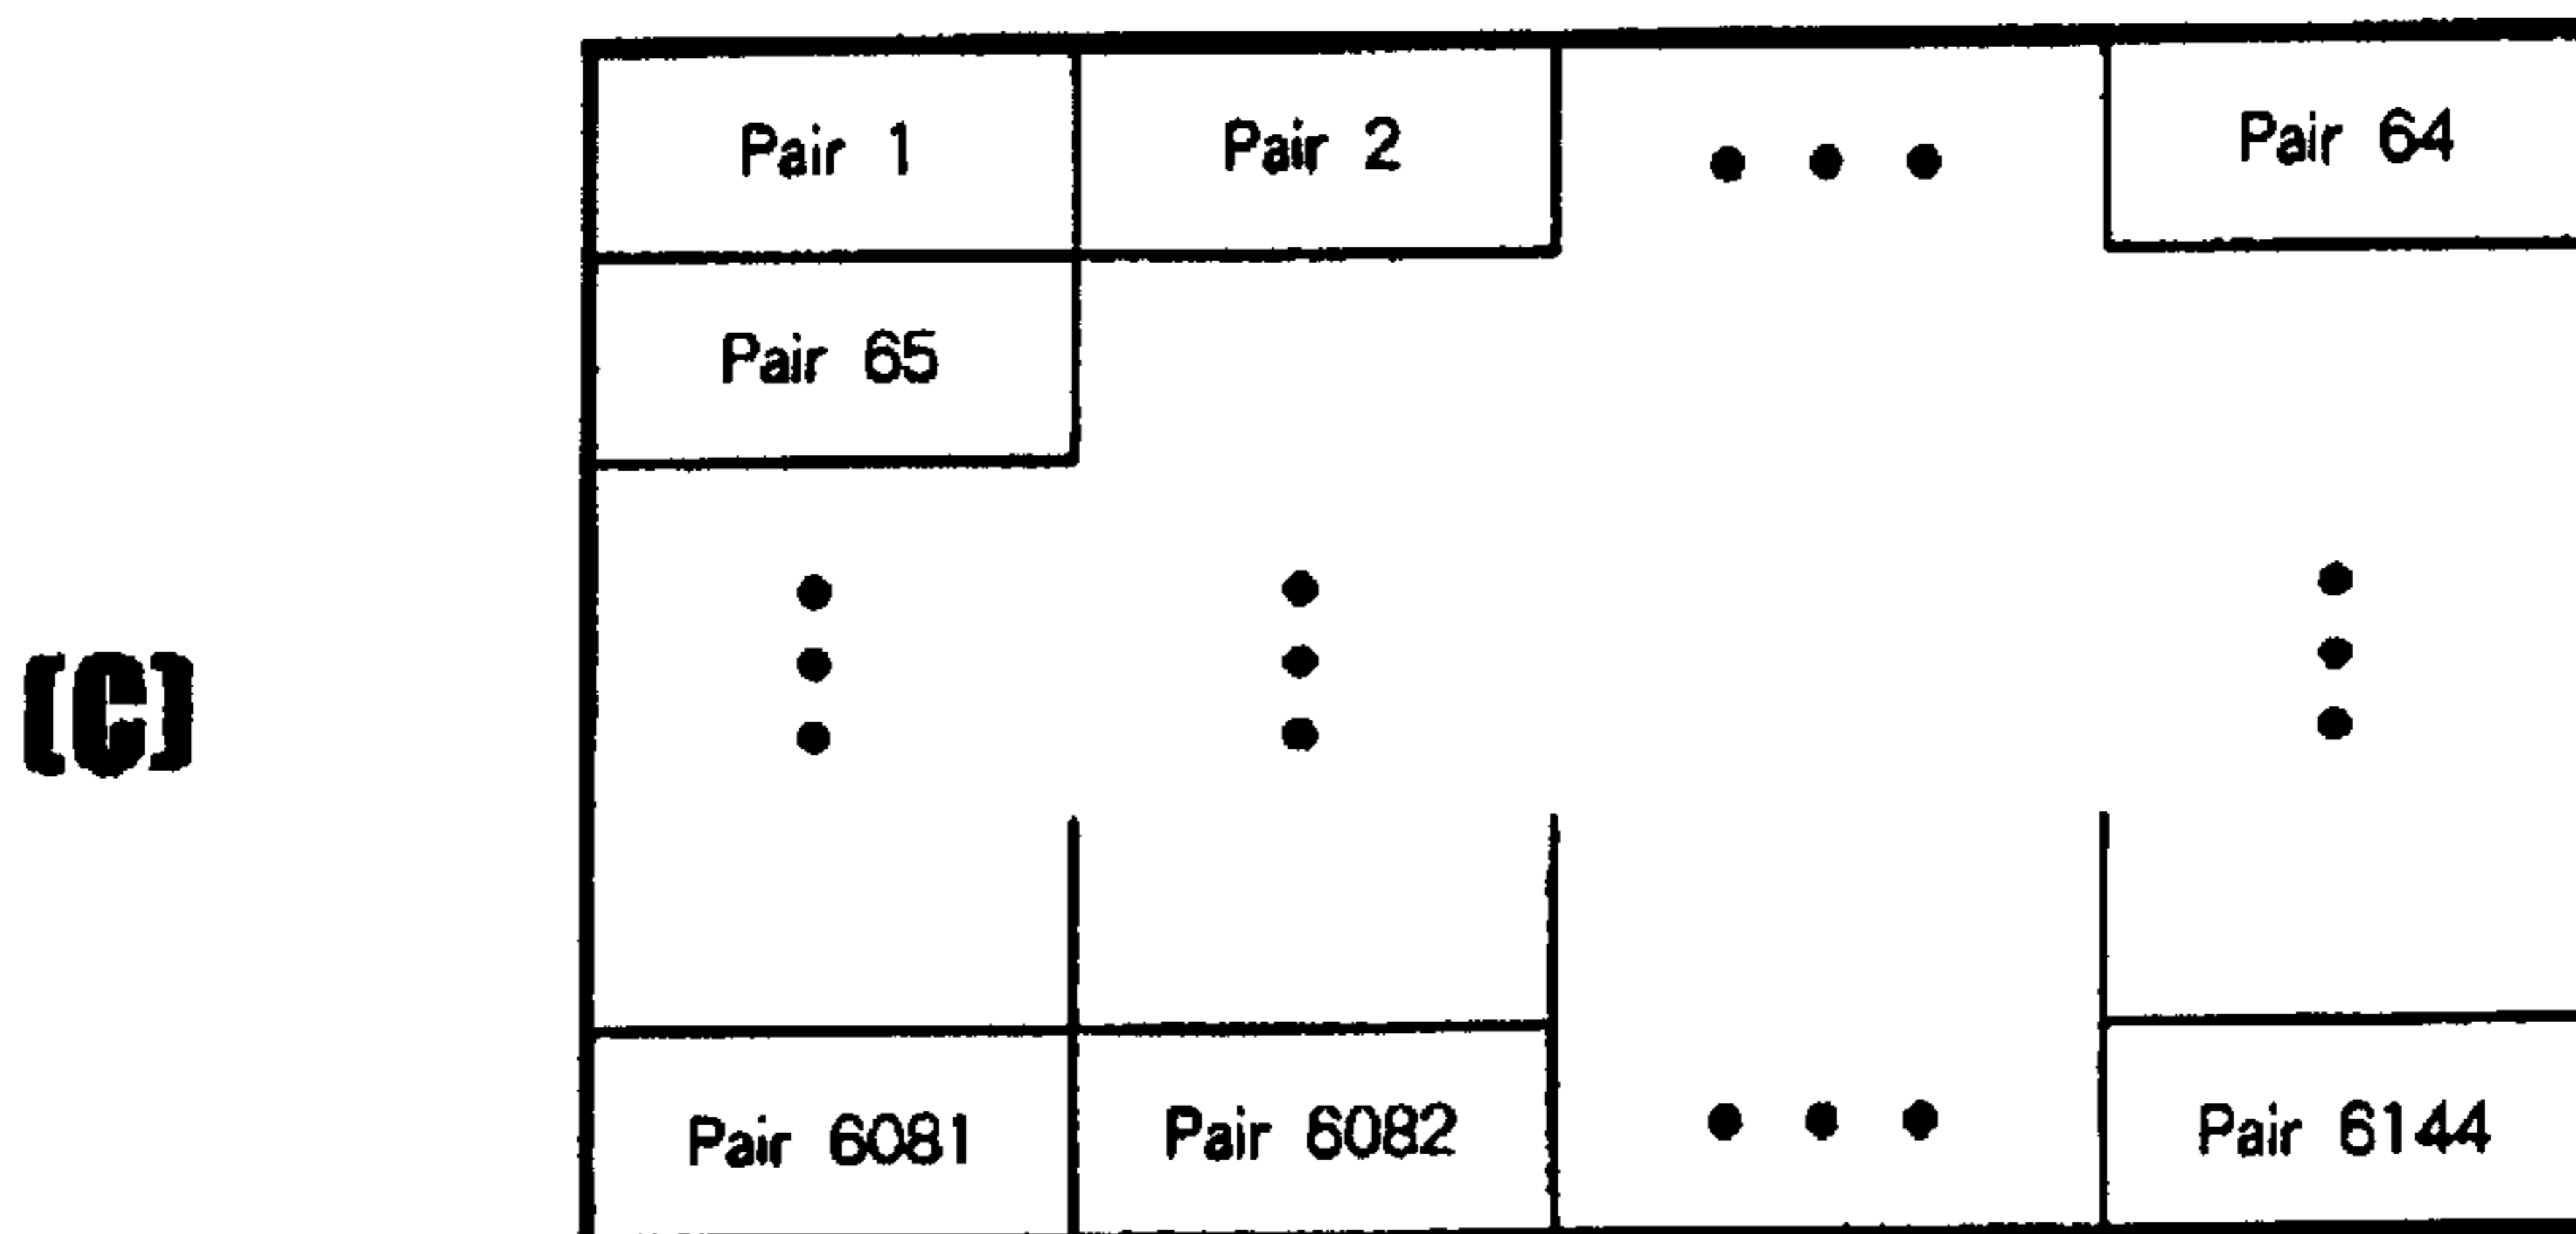 Pair 1 Pair 2 • • • Pair 64
Pair 65
(C)
Pair 6081 Pair 6082 • • • Pair 6144